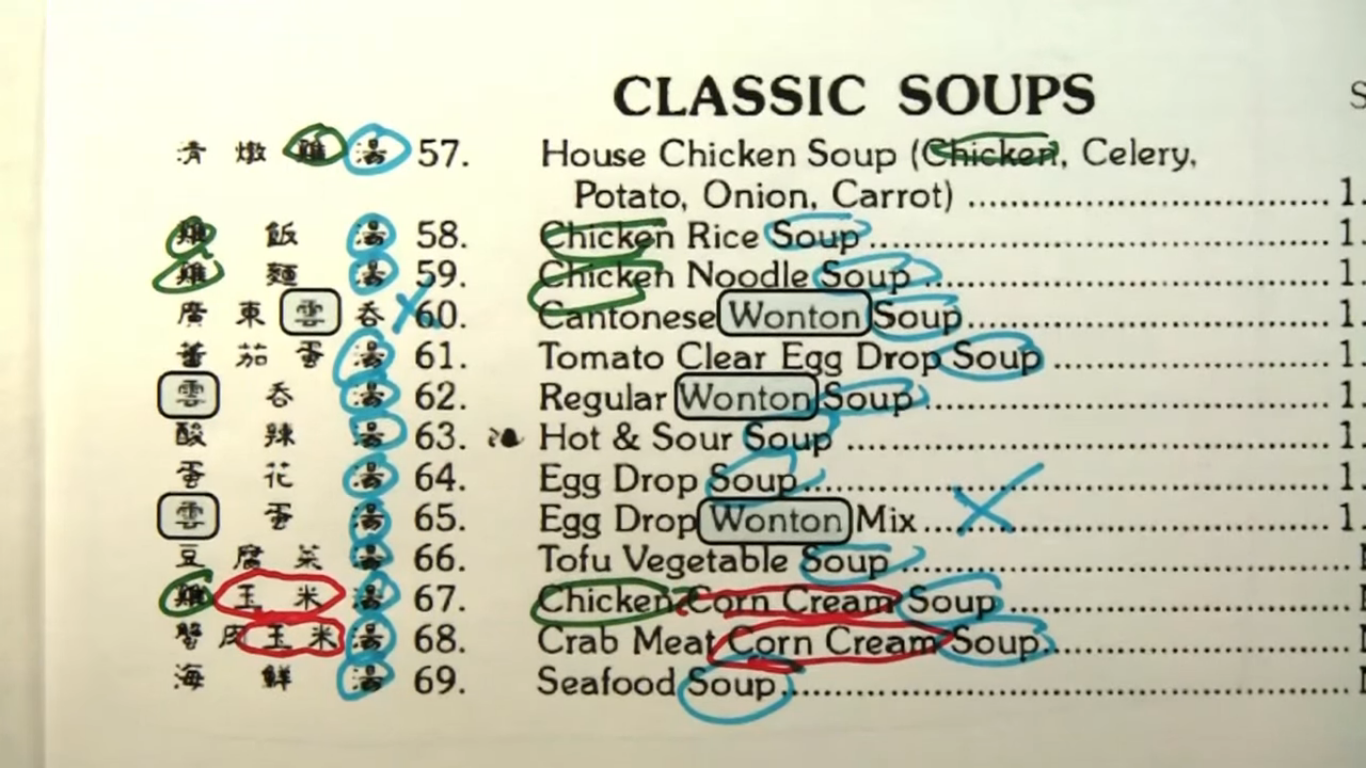 CLASSIC SOUPS
S
清 燉 雞 湯 57. House Chicken Soup (Chicken, Celery,
Potato, Onion, Carrot) ........................................ 1.
雞 飯 湯 58. Chicken Rice Soup .................................................. 1.
雞 麵 湯 59. Chicken Noodle Soup ............................................. 1.
廣 東 雲 吞 60. Cantonese Wonton Soup ......................................... 1.
蕃 茄 蛋 湯 61. Tomato Clear Egg Drop Soup .............................. 1.
雲 吞 湯 62. Regular Wonton Soup ............................................. 1.
酸 辣 湯 63. Hot & Sour Soup .................................................... 1.
蛋 花 湯 64. Egg Drop Soup ....................................................... 1.
雲 蛋 湯 65. Egg Drop Wonton Mix ............................................ 1.
豆 腐 菜 湯 66. Tofu Vegetable Soup ...............................................
雞 玉 米 湯 67. Chicken Corn Cream Soup ....................................
蟹 肉 玉 米 湯 68. Crab Meat Corn Cream Soup ................................
海 鮮 湯 69. Seafood Soup .........................................................